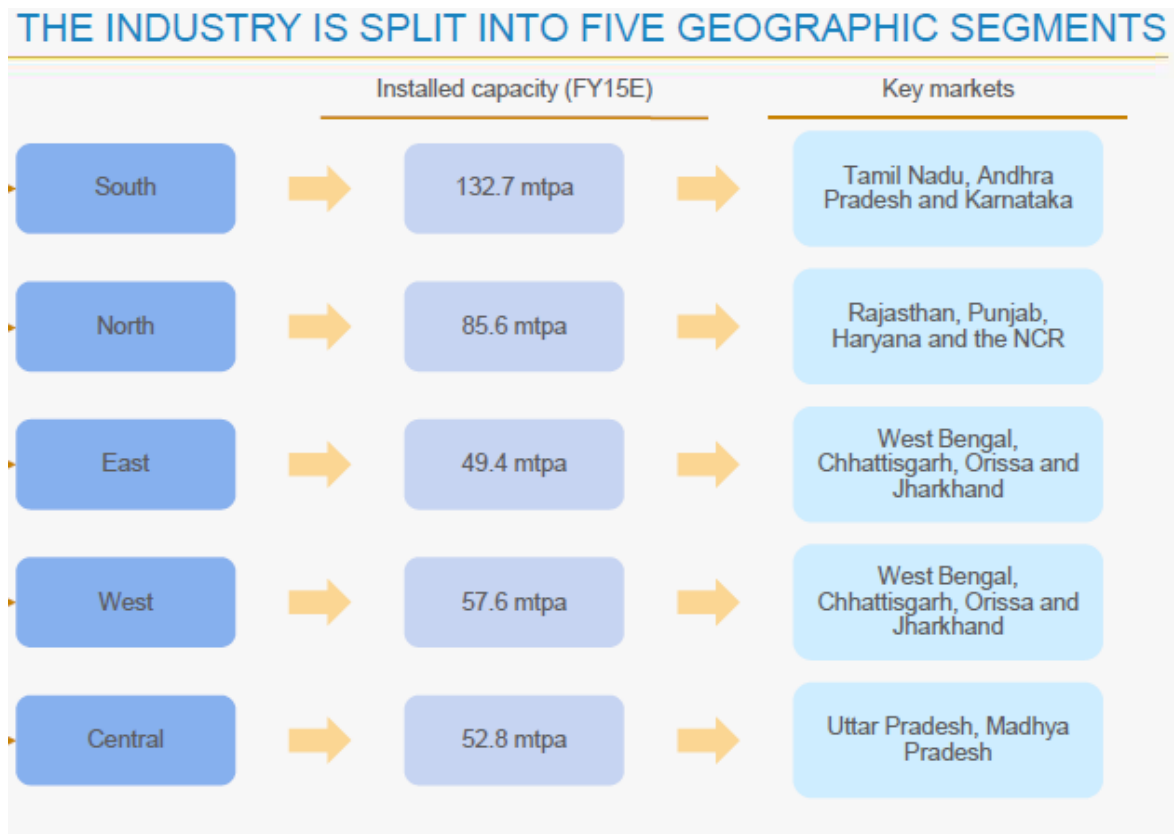 THE INDUSTRY IS SPLIT INTO FIVE GEOGRAPHIC SEGMENTS
Installed capacity (FY15E)
Key markets
South
132.7 mtpa
Tamil Nadu, Andhra
Pradesh and Karnataka
North
85.6 mtpa
Rajasthan, Punjab,
Haryana and the NCR
East
49.4 mtpa
West Bengal,
Chhattisgarh, Orissa and
Jharkhand
West
57.6 mtpa
West Bengal,
Chhattisgarh, Orissa and
Jharkhand
Central
52.8 mtpa
Uttar Pradesh, Madhya
Pradesh